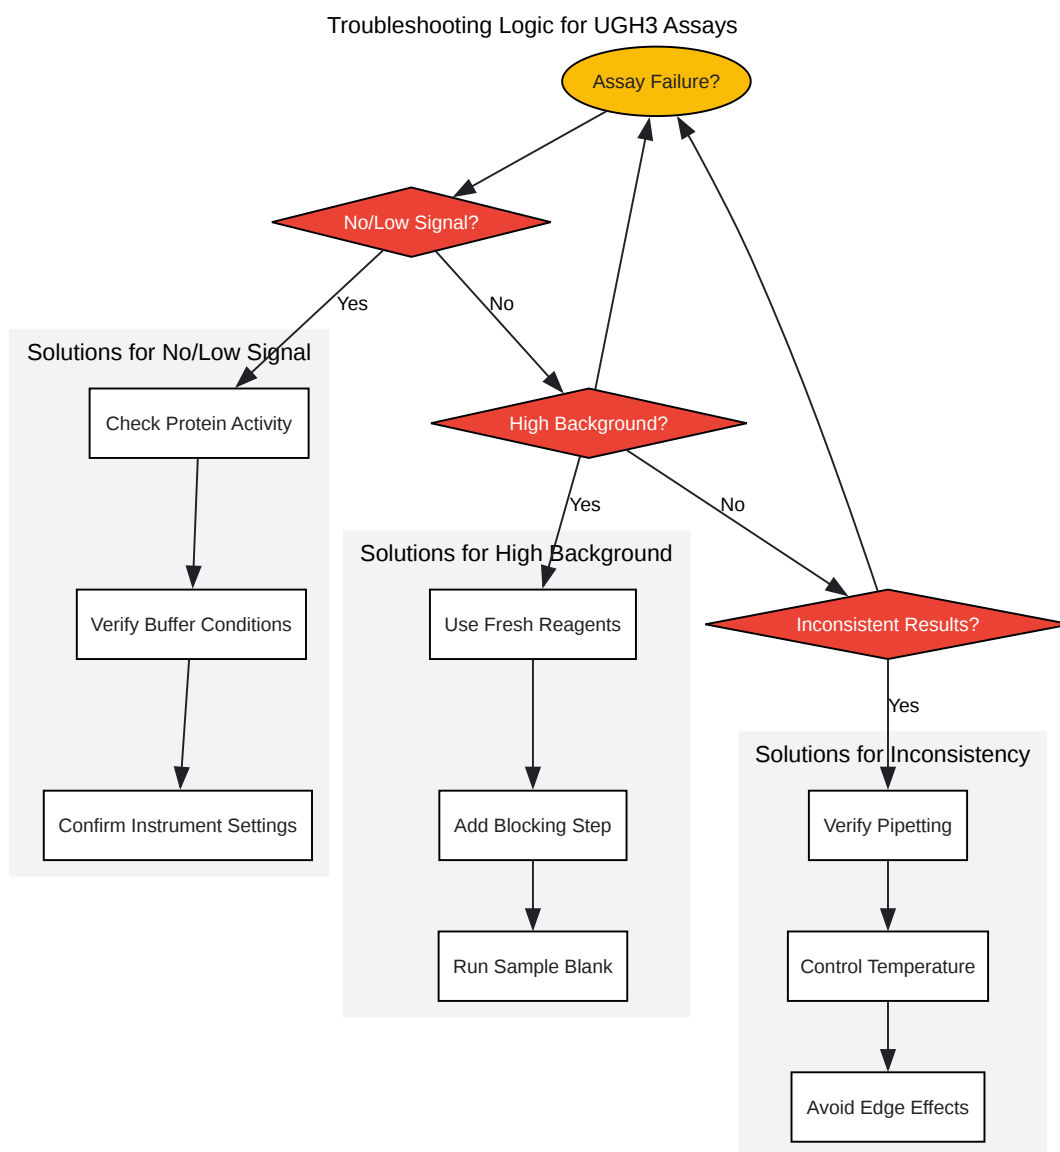 Troubleshooting Logic for UGH3 Assays
Assay Failure?
No/Low Signal?
Yes
No
Solutions for No/Low Signal
Check Protein Activity
High Background?
Yes
No
Solutions for High Background
Verify Buffer Conditions
Use Fresh Reagents
Inconsistent Results?
Yes
Solutions for Inconsistency
Confirm Instrument Settings
Add Blocking Step
Verify Pipetting
Run Sample Blank
Control Temperature
Avoid Edge Effects